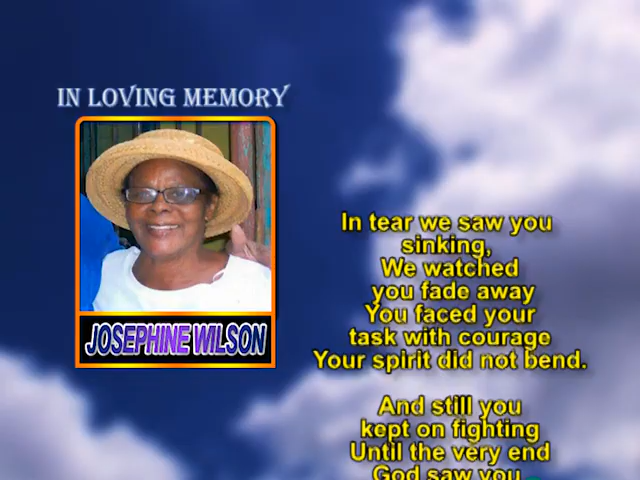 IN LOVING MEMORY
JOSEPHINE WILSON
In tear we saw you
sinking,
We watched
you fade away
You faced your
task with courage
Your spirit did not bend.
And still you
kept on fighting
Until the very end
God saw you